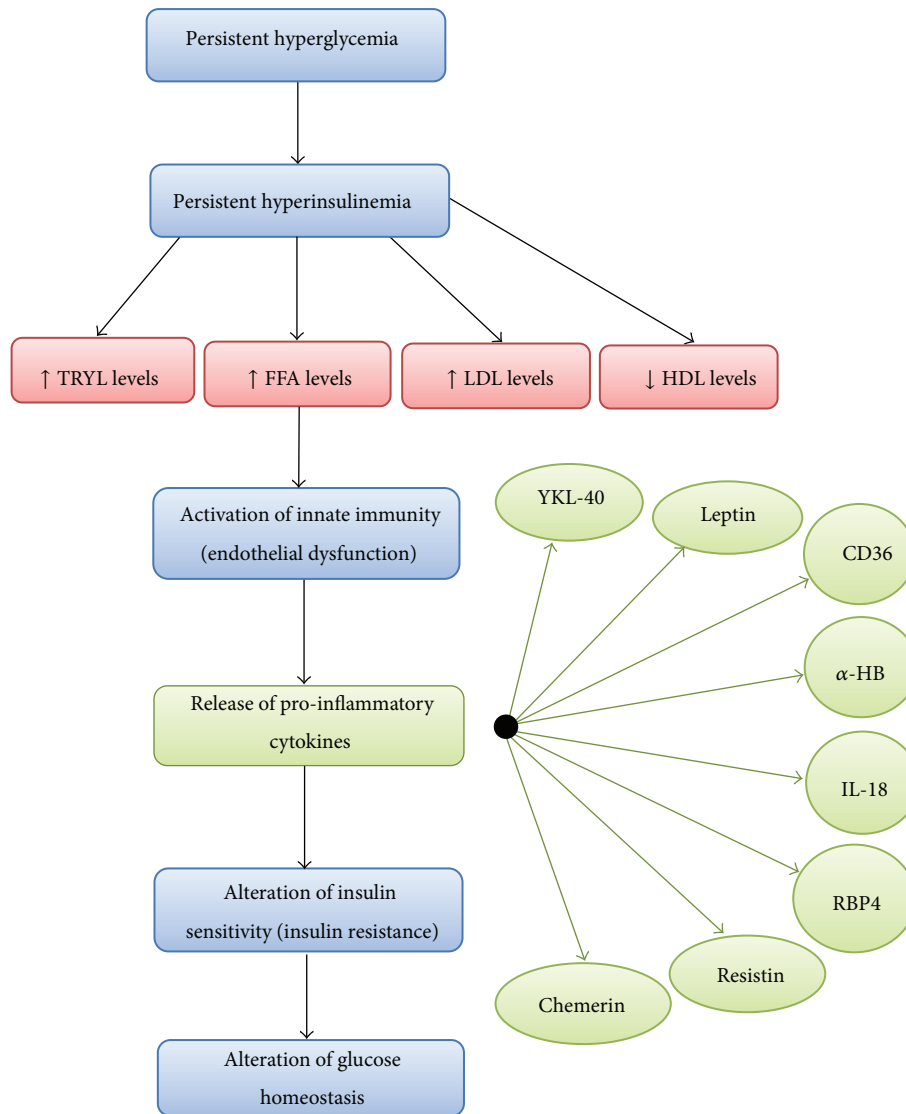 Persistent hyperglycemia
Persistent hyperinsulinemia
↑ TRYL levels
↑ FFA levels
↑ LDL levels
↓ HDL levels
Activation of innate immunity
(endothelial dysfunction)
Release of pro-inflammatory
cytokines
Alteration of insulin
sensitivity (insulin resistance)
Alteration of glucose
homeostasis
YKL-40
Leptin
CD36
α-HB
IL-18
RBP4
Resistin
Chemerin